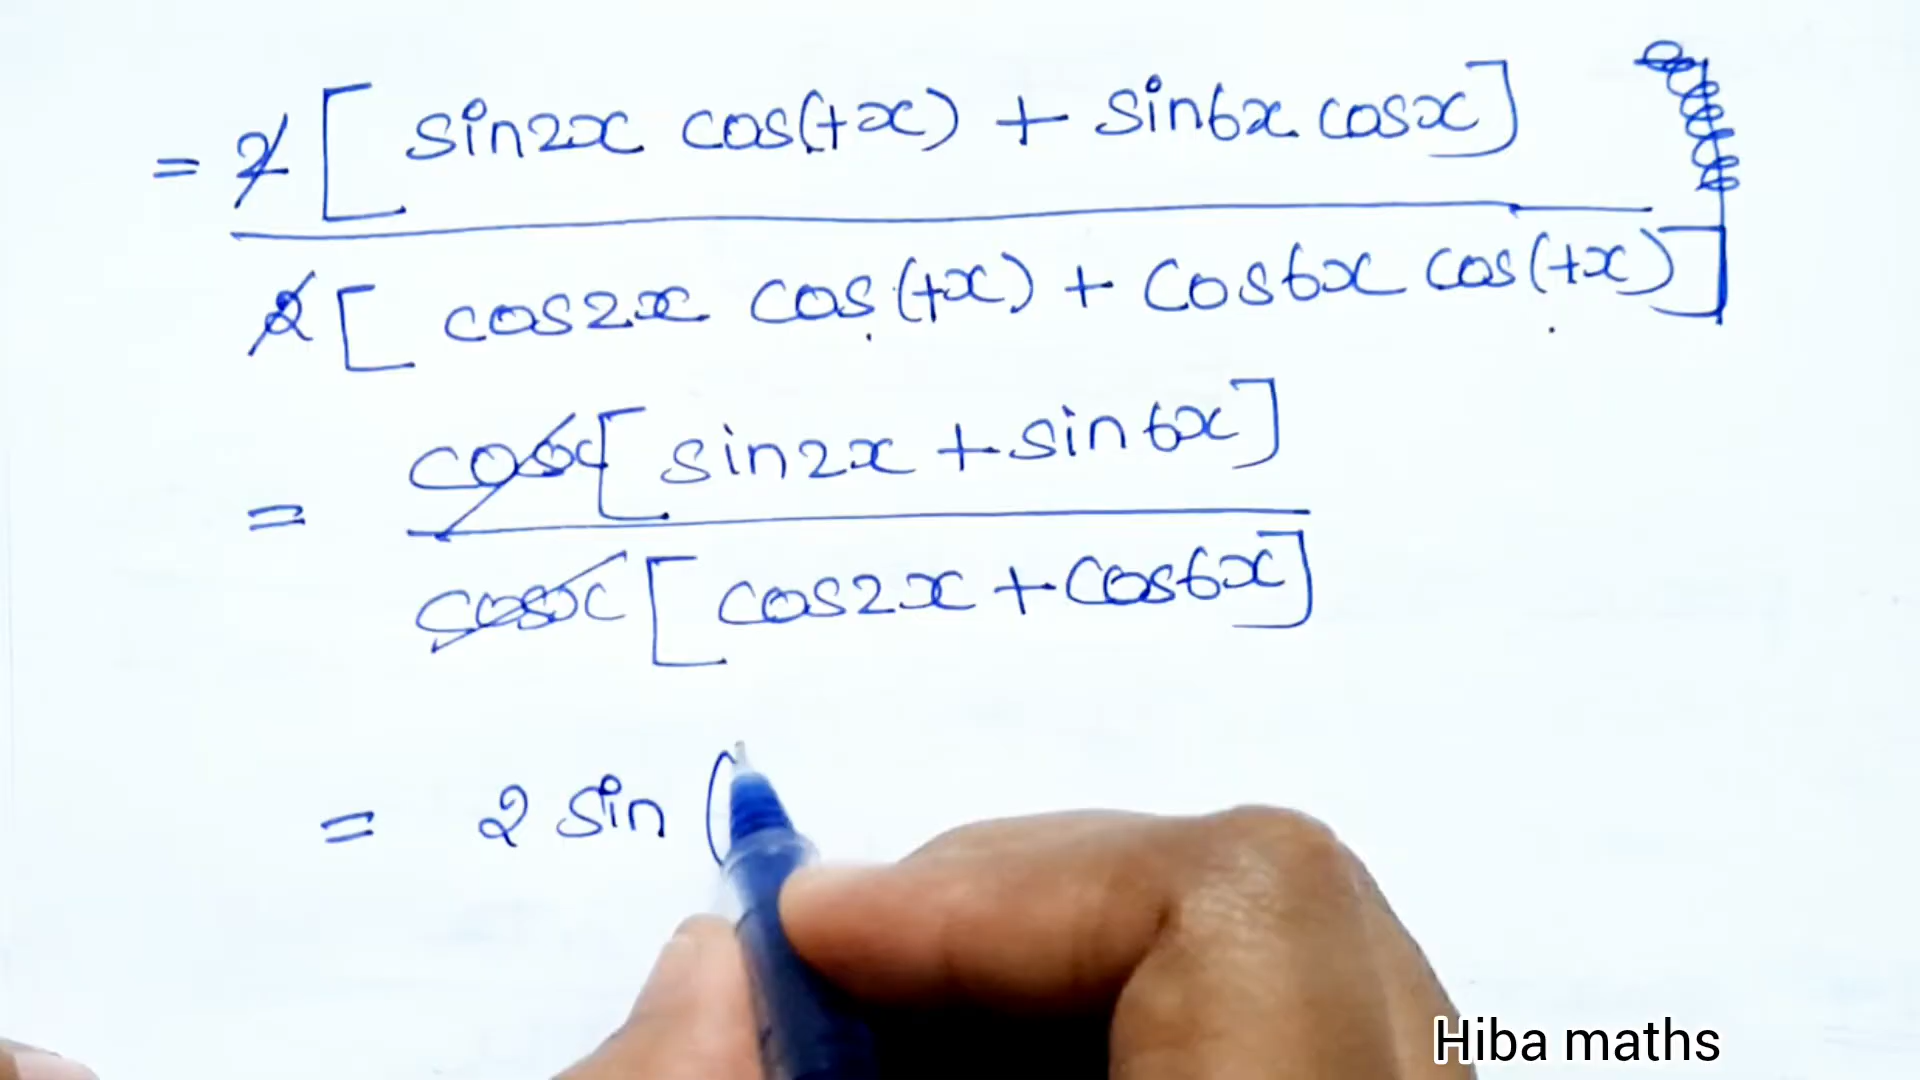 = 2 [ sin2x cos(+x) + sin6x cosx ]
2 [ cos2x cos(+x) + cos6x cos(+x) ]
cosx [ sin2x + sin6x ]
=
cosx [ cos2x + cos6x ]
= 2 sin (
Hiba maths